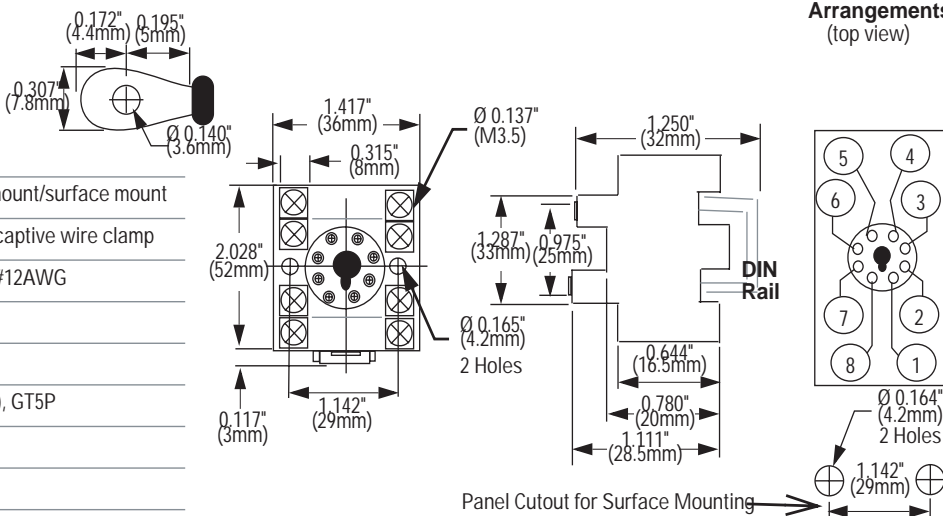 Arrangements
(top view)
0.172"
(4.4mm)
0.195"
(5mm)
0.307"
(7.8mm)
Ø 0.140"
(3.6mm)
1.417"
(36mm)
Ø 0.137"
(M3.5)
0.315"
(8mm)
1.250"
(32mm)
ount/surface mount
captive wire clamp
#12AWG
, GT5P
2.028"
(52mm)
1.287"
(33mm)
0.975"
(25mm)
DIN
Rail
Ø 0.165"
(4.2mm)
2 Holes
0.117"
(3mm)
1.142"
(29mm)
0.644"
(16.5mm)
0.780"
(20mm)
1.111"
(28.5mm)
5
4
6
3
7
2
8
1
Ø 0.164"
(4.2mm)
2 Holes
1.142"
(29mm)
Panel Cutout for Surface Mounting